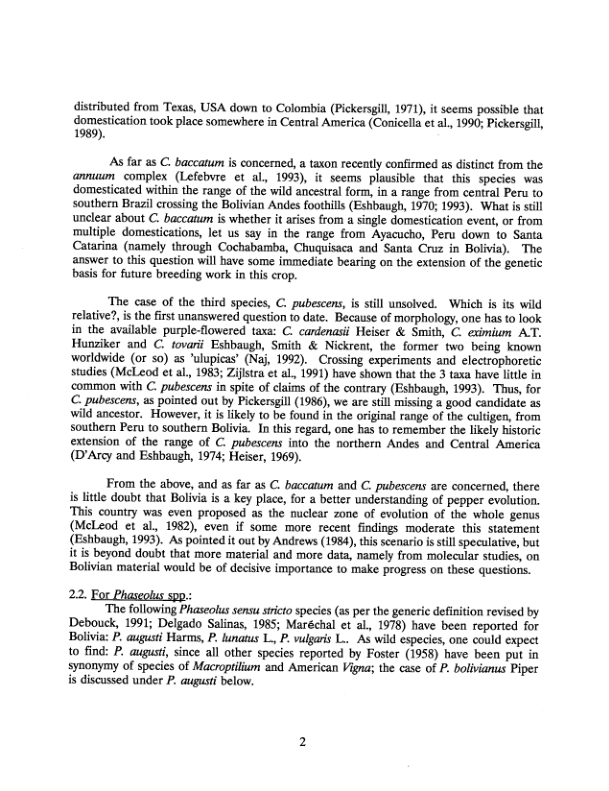 distributed from Texas, USA down to Colombia (Pickersgill, 1971), it seems possible that
domestication took place somewhere in Central America (Conicella et al., 1990; Pickersgill,
1989).
As far as C. baccatum is concerned, a taxon recently confirmed as distinct from the
annuum complex (Lefebvre et al., 1993), it seems plausible that this species was
domesticated within the range of the wild ancestral form, in a range from central Peru to
southern Brazil crossing the Bolivian Andes foothills (Eshbaugh, 1970; 1993). What is still
unclear about C. baccatum is whether it arises from a single domestication event, or from
multiple domestications, let us say in the range from Ayacucho, Peru down to Santa
Catarina (namely through Cochabamba, Chuquisaca and Santa Cruz in Bolivia). The
answer to this question will have some immediate bearing on the extension of the genetic
basis for future breeding work in this crop.
The case of the third species, C. pubescens, is still unsolved. Which is its wild
relative?, is the first unanswered question to date. Because of morphology, one has to look
in the available purple-flowered taxa: C. cardenasii Heiser & Smith, C. eximium A.T.
Hunziker and C. tovarii Eshbaugh, Smith & Nickrent, the former two being known
worldwide (or so) as 'ulupicas' (Naj, 1992). Crossing experiments and electrophoretic
studies (McLeod et al., 1983; Zijlstra et al., 1991) have shown that the 3 taxa have little in
common with C. pubescens in spite of claims of the contrary (Eshbaugh, 1993). Thus, for
C. pubescens, as pointed out by Pickersgill (1986), we are still missing a good candidate as
wild ancestor. However, it is likely to be found in the original range of the cultigen, from
southern Peru to southern Bolivia. In this regard, one has to remember the likely historic
extension of the range of C. pubescens into the northern Andes and Central America
(D'Arcy and Eshbaugh, 1974; Heiser, 1969).
From the above, and as far as C. baccatum and C. pubescens are concerned, there
is little doubt that Bolivia is a key place, for a better understanding of pepper evolution.
This country was even proposed as the nuclear zone of evolution of the whole genus
(McLeod et al., 1982), even if some more recent findings moderate this statement
(Eshbaugh, 1993). As pointed it out by Andrews (1984), this scenario is still speculative, but
it is beyond doubt that more material and more data, namely from molecular studies, on
Bolivian material would be of decisive importance to make progress on these questions.
2.2. For Phaseolus spp.:
The following Phaseolus sensu stricto species (as per the generic definition revised by
Debouck, 1991; Delgado Salinas, 1985; Maréchal et al., 1978) have been reported for
Bolivia: P. augusti Harms, P. lunatus L., P. vulgaris L.. As wild especies, one could expect
to find: P. augusti, since all other species reported by Foster (1958) have been put in
synonymy of species of Macroptilium and American Vigna; the case of P. bolivianus Piper
is discussed under P. augusti below.
2